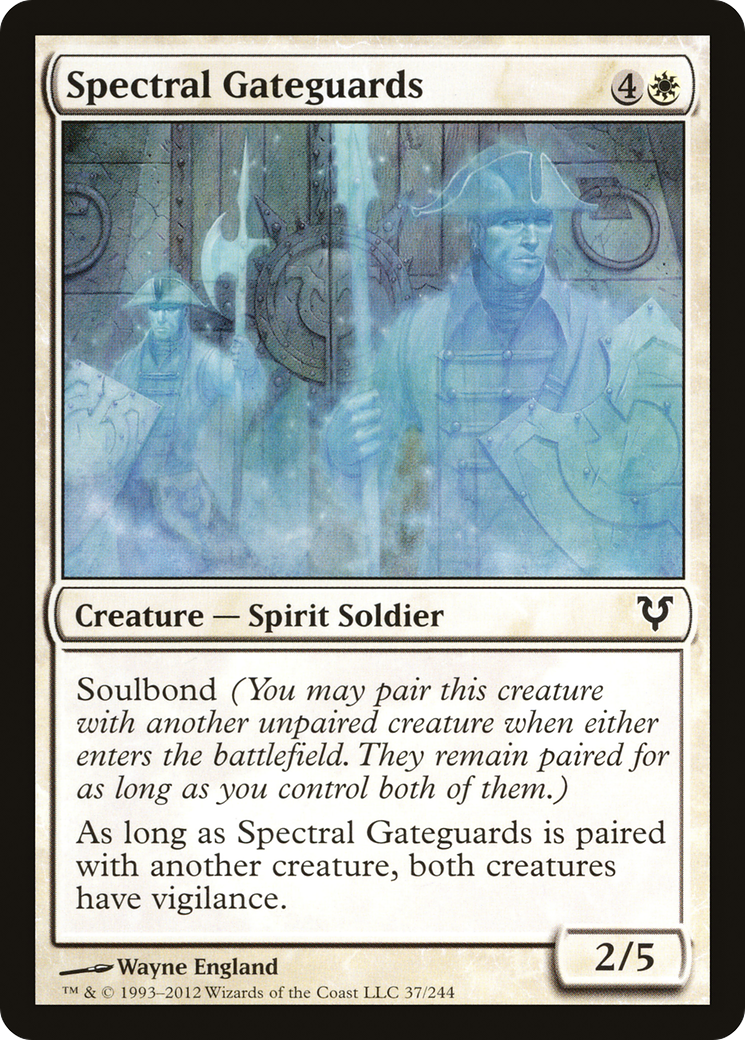 Spectral Gateguards 4
Creature — Spirit Soldier
Soulbond (You may pair this creature
with another unpaired creature when either
enters the battlefield. They remain paired for
as long as you control both of them.)
As long as Spectral Gateguards is paired
with another creature, both creatures
have vigilance.
2/5
Wayne England
™ & © 1993–2012 Wizards of the Coast LLC 37/244